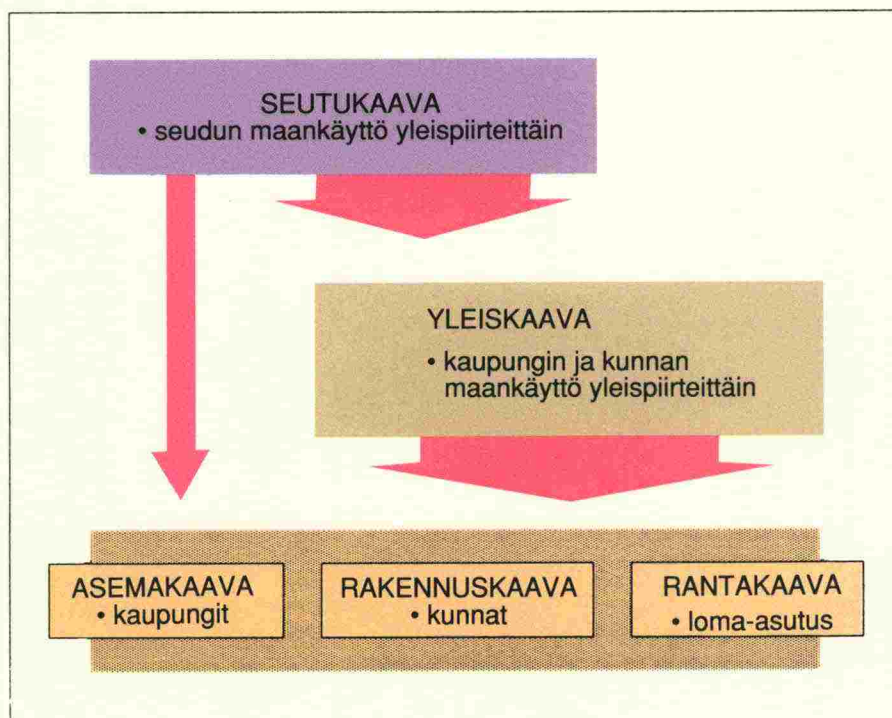 SEUTUKAAVA
• seudun maankäyttö yleispiirteittäin
YLEISKAAVA
• kaupungin ja kunnan
maankäyttö yleispiirteittäin
ASEMAKAAVA
• kaupungit
RAKENNUSKAAVA
• kunnat
RANTAKAAVA
• loma-asutus